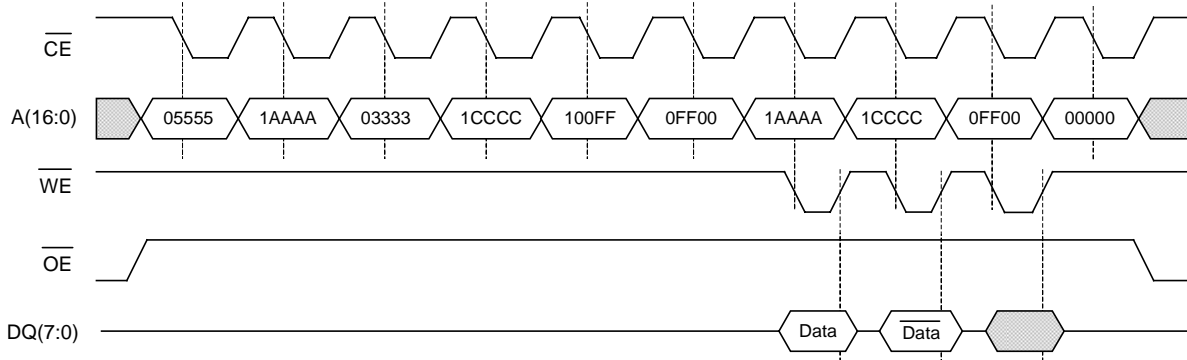 CE
A(16:0) 05555 1AAAA 03333 1CCCC 100FF 0FF00 1AAAA 1CCCC 0FF00 00000
WE
OE
DQ(7:0) Data Data